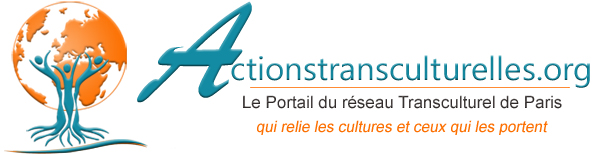 Actionstransculturelles.org
Le Portail du réseau Transculturel de Paris
qui relie les cultures et ceux qui les portent